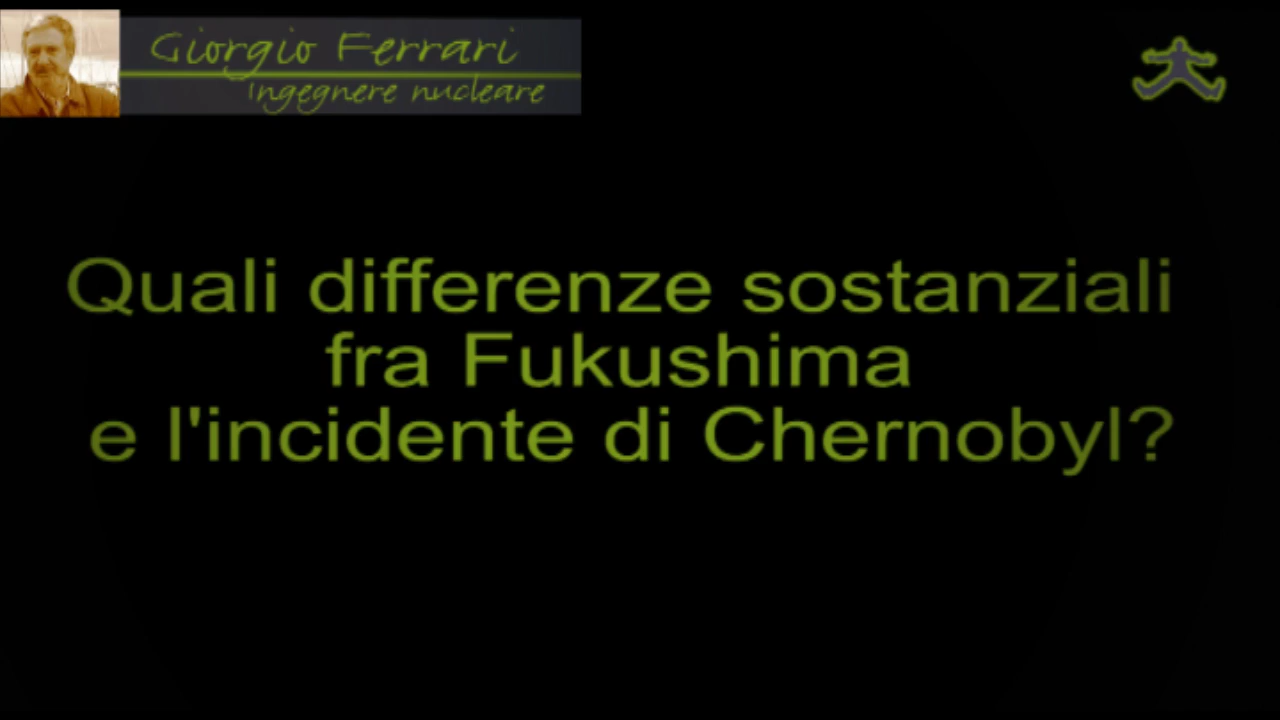 Giorgio Ferrari
Ingegnere nucleare
Quali differenze sostanziali
fra Fukushima
e l'incidente di Chernobyl?